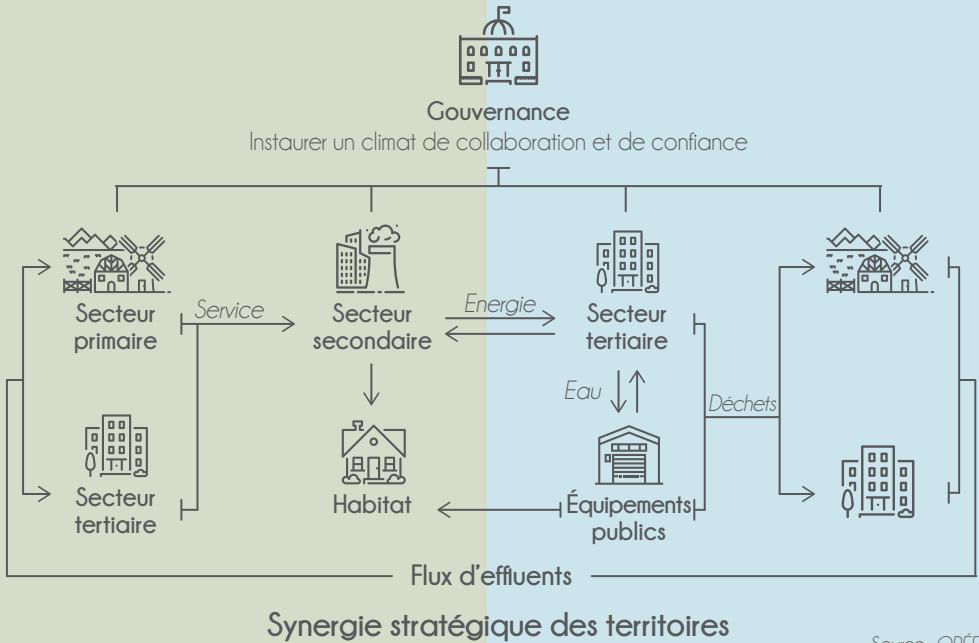 Gouvernance
Instaurer un climat de collaboration et de confiance
Secteur
primaire
Service
Secteur
secondaire
Energie
Secteur
tertiaire
Eau
Déchets
Secteur
tertiaire
Habitat
Équipements
publics
Flux d'effluents
Synergie stratégique des territoires